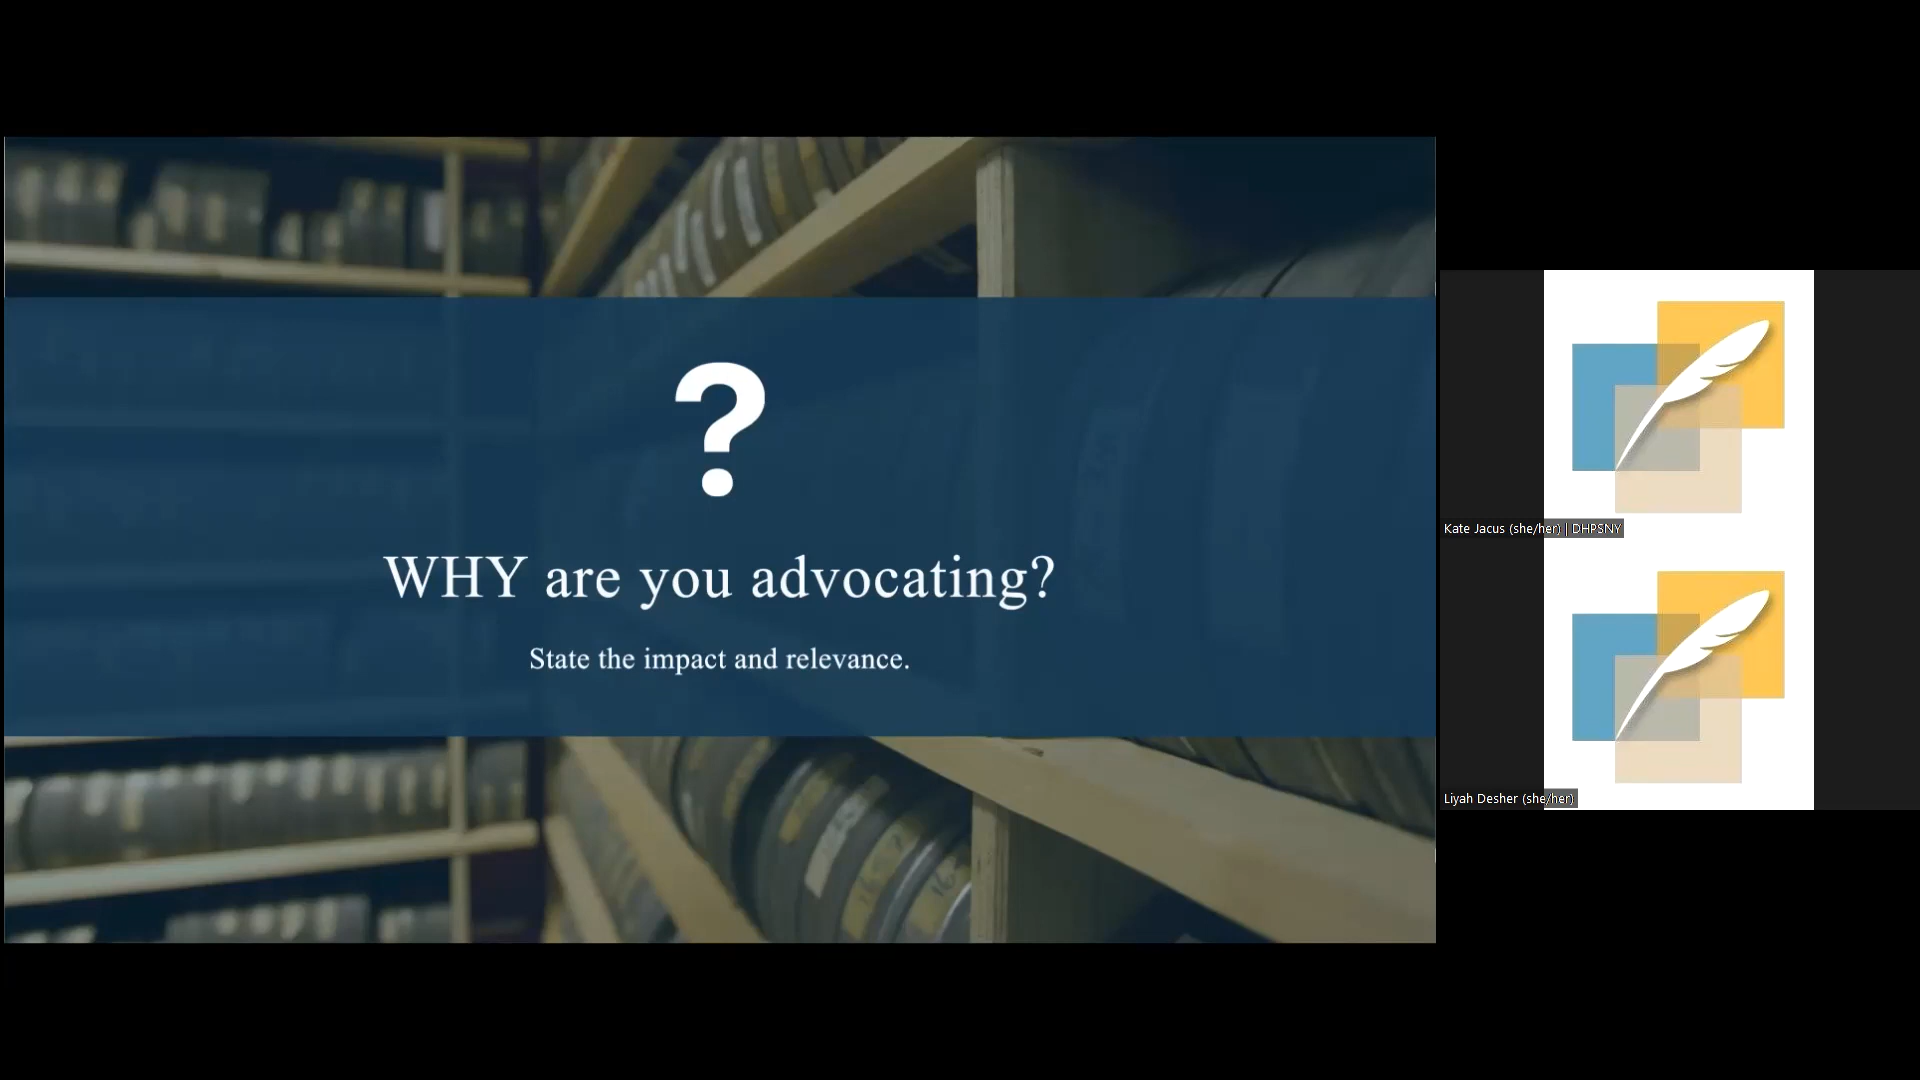 ?
WHY are you advocating?
State the impact and relevance.
Kate Jacus (she/her) | DHPSNY
Liyah Desher (she/her)